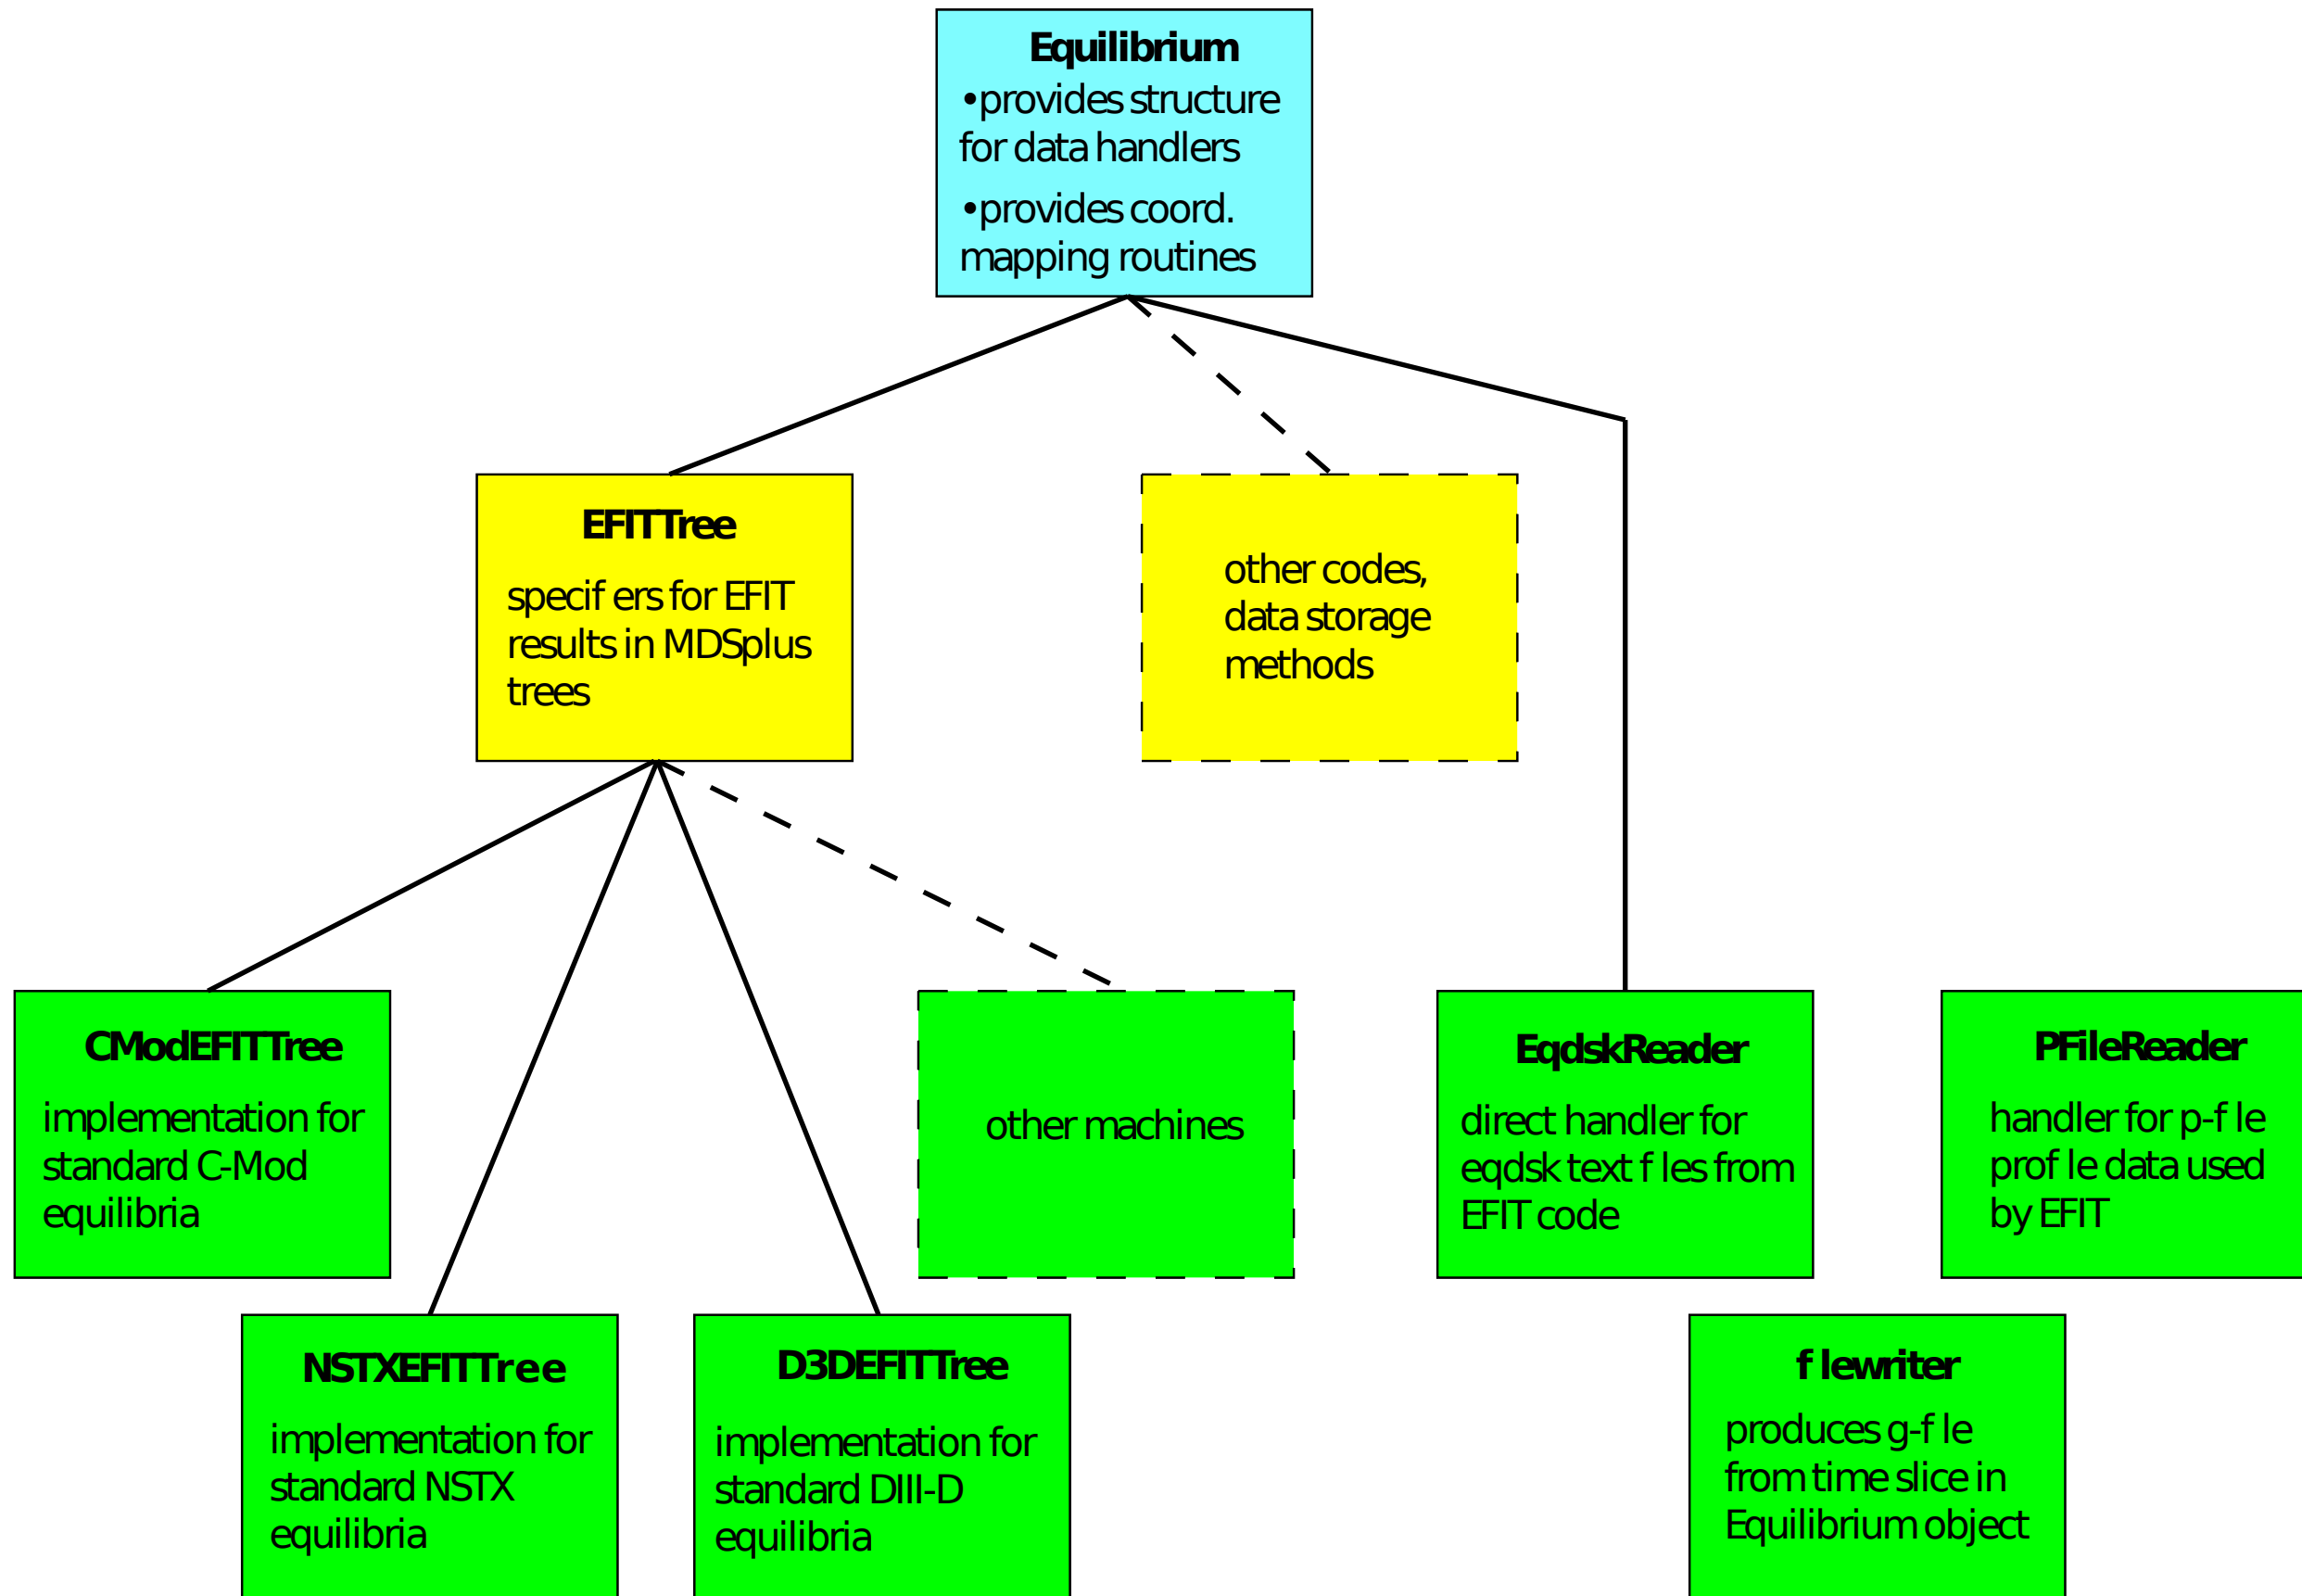 Equilibrium
•provides structure
for data handlers
•provides coord.
mapping routines
EFITTree
specif ers for EFIT
results in MDSplus
trees
other codes,
data storage
methods
CModEFITTree
implementation for
standard C-Mod
equilibria
other machines
EqdskReader
direct handler for
eqdsk text f les from
EFIT code
PFileReader
handler for p-f le
prof le data used
by EFIT
NSTXEFITTree
implementation for
standard NSTX
equilibria
D3DEFITTree
implementation for
standard DIII-D
equilibria
f lewriter
produces g-f le
from time slice in
Equilibrium object